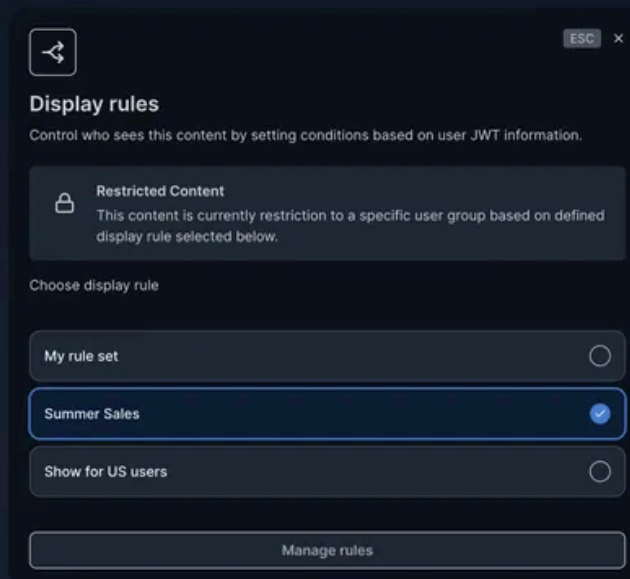 ESC ×
Display rules
Control who sees this content by setting conditions based on user JWT information.
Restricted Content
This content is currently restriction to a specific user group based on defined
display rule selected below.
Choose display rule
My rule set
Summer Sales
Show for US users
Manage rules